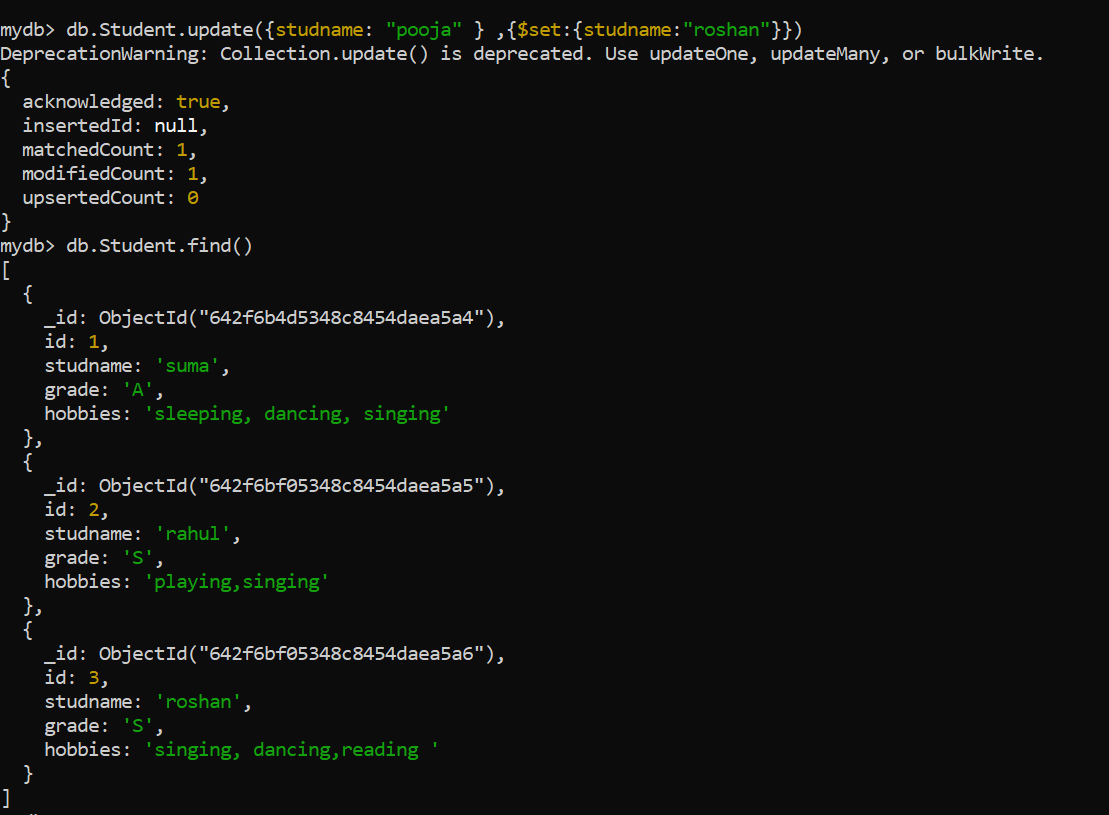 mydb> db.Student.update({studname: "pooja" } ,{$set:{studname:"roshan"}})
DeprecationWarning: Collection.update() is deprecated. Use updateOne, updateMany, or bulkWrite.
{
  acknowledged: true,
  insertedId: null,
  matchedCount: 1,
  modifiedCount: 1,
  upsertedCount: 0
}
mydb> db.Student.find()
[
  {
    _id: ObjectId("642f6b4d5348c8454daea5a4"),
    id: 1,
    studname: 'suma',
    grade: 'A',
    hobbies: 'sleeping, dancing, singing'
  },
  {
    _id: ObjectId("642f6bf05348c8454daea5a5"),
    id: 2,
    studname: 'rahul',
    grade: 'S',
    hobbies: 'playing,singing'
  },
  {
    _id: ObjectId("642f6bf05348c8454daea5a6"),
    id: 3,
    studname: 'roshan',
    grade: 'S',
    hobbies: 'singing, dancing,reading '
  }
]